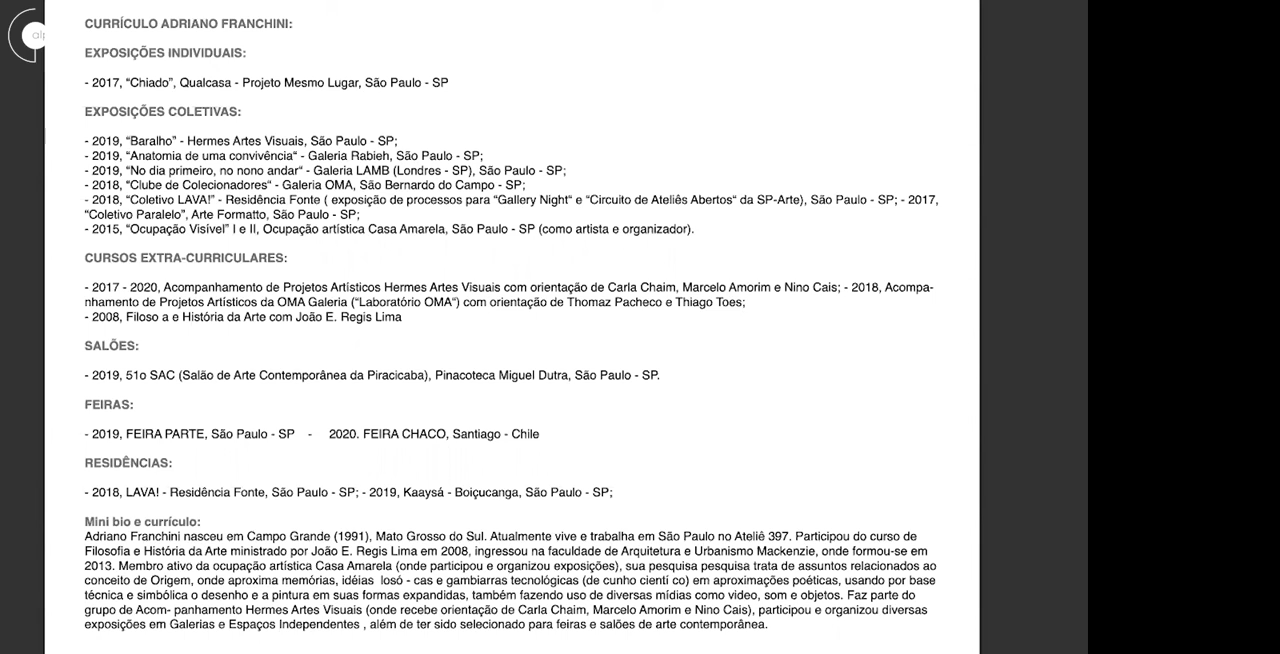 alp
CURRÍCULO ADRIANO FRANCHINI:
EXPOSIÇÕES INDIVIDUAIS:
- 2017, “Chiado”, Qualcasa - Projeto Mesmo Lugar, São Paulo - SP
EXPOSIÇÕES COLETIVAS:
- 2019, “Baralho” - Hermes Artes Visuais, São Paulo - SP;
- 2019, “Anatomia de uma convivência“ - Galeria Rabieh, São Paulo - SP;
- 2019, “No dia primeiro, no nono andar“ - Galeria LAMB (Londres - SP), São Paulo - SP;
- 2018, “Clube de Colecionadores“ - Galeria OMA, São Bernardo do Campo - SP;
- 2018, “Coletivo LAVA!” - Residência Fonte ( exposição de processos para “Gallery Night“ e “Circuito de Ateliês Abertos“ da SP-Arte), São Paulo - SP; - 2017,
“Coletivo Paralelo”, Arte Formatto, São Paulo - SP;
- 2015, “Ocupação Visível” I e II, Ocupação artística Casa Amarela, São Paulo - SP (como artista e organizador).
CURSOS EXTRA-CURRICULARES:
- 2017 - 2020, Acompanhamento de Projetos Artísticos Hermes Artes Visuais com orientação de Carla Chaim, Marcelo Amorim e Nino Cais; - 2018, Acompa-
nhamento de Projetos Artísticos da OMA Galeria (“Laboratório OMA“) com orientação de Thomaz Pacheco e Thiago Toes;
- 2008, Filoso a e História da Arte com João E. Regis Lima
SALÕES:
- 2019, 51o SAC (Salão de Arte Contemporânea da Piracicaba), Pinacoteca Miguel Dutra, São Paulo - SP.
FEIRAS:
- 2019, FEIRA PARTE, São Paulo - SP - 2020. FEIRA CHACO, Santiago - Chile
RESIDÊNCIAS:
- 2018, LAVA! - Residência Fonte, São Paulo - SP; - 2019, Kaaysá - Boiçucanga, São Paulo - SP;
Mini bio e currículo:
Adriano Franchini nasceu em Campo Grande (1991), Mato Grosso do Sul. Atualmente vive e trabalha em São Paulo no Ateliê 397. Participou do curso de
Filosofia e História da Arte ministrado por João E. Regis Lima em 2008, ingressou na faculdade de Arquitetura e Urbanismo Mackenzie, onde formou-se em
2013. Membro ativo da ocupação artística Casa Amarela (onde participou e organizou exposições), sua pesquisa pesquisa trata de assuntos relacionados ao
conceito de Origem, onde aproxima memórias, idéias losó - cas e gambiarras tecnológicas (de cunho cientí co) em aproximações poéticas, usando por base
técnica e simbólica o desenho e a pintura em suas formas expandidas, também fazendo uso de diversas mídias como video, som e objetos. Faz parte do
grupo de Acom- panhamento Hermes Artes Visuais (onde recebe orientação de Carla Chaim, Marcelo Amorim e Nino Cais), participou e organizou diversas
exposições em Galerias e Espaços Independentes , além de ter sido selecionado para feiras e salões de arte contemporânea.